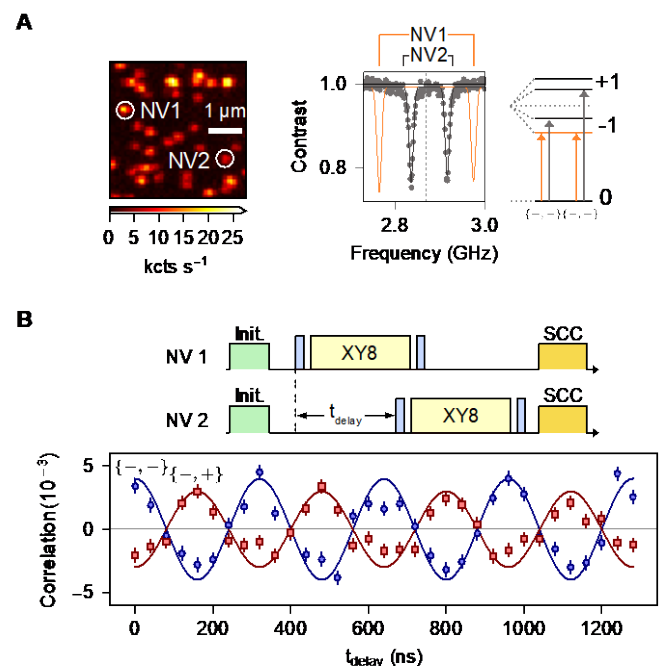 A
NV1
1 µm
NV2
0 5 10 15 20 25
kcts s⁻¹
NV1
NV2
1.0
0.8
Contrast
2.8 3.0
Frequency (GHz)
+1
-1
0
{−,−}{−,−}
B
NV 1
Init.
XY8
SCC
NV 2
Init.
t_delay
XY8
SCC
{−,−}
{−,+}
5
0
−5
Correlation(10⁻³)
0 200 400 600 800 1000 1200
t_delay (ns)